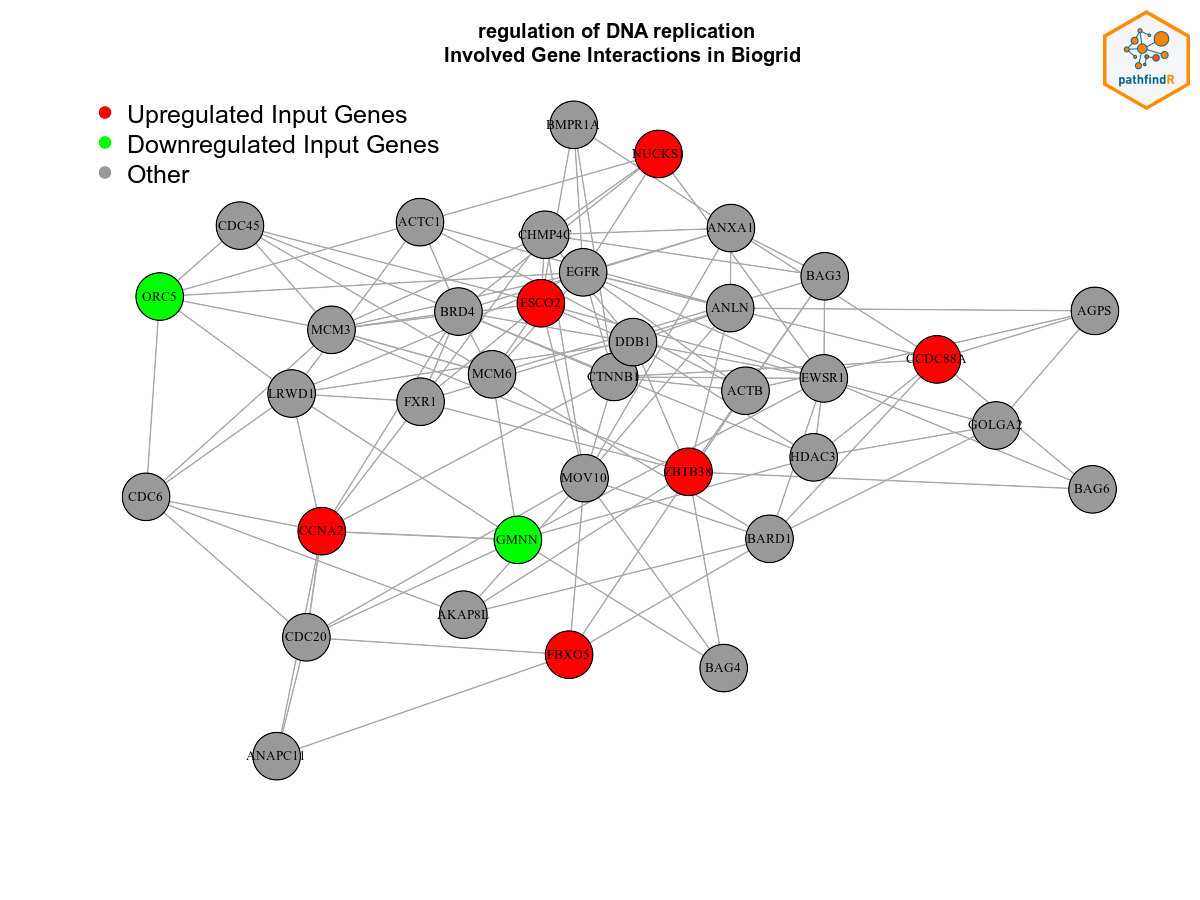 regulation of DNA replication
Involved Gene Interactions in Biogrid
pathfindR
Upregulated Input Genes
Downregulated Input Genes
Other
BMPR1A
NUCKS1
CDC45
ACTC1
CHMP4C
ANXA1
EGFR
BAG3
ORC5
ESCO2
BRD4
ANLN
AGPS
MCM3
DDB1
CCDC88A
MCM6
CTNNB1
EWSR1
LRWD1
FXR1
ACTB
GOLGA2
HDAC3
ZBTB38
MOV10
BAG6
CDC6
CCNA2
GMNN
BARD1
AKAP8L
CDC20
FBXO5
BAG4
ANAPC11